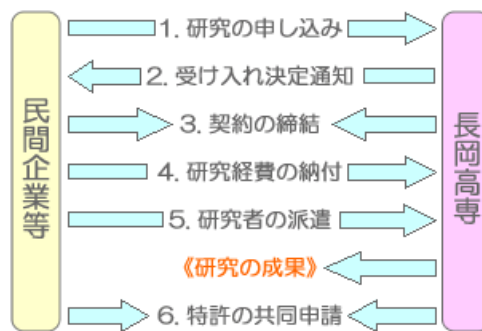 民間企業等
1. 研究の申し込み
2. 受け入れ決定通知
3. 契約の締結
4. 研究経費の納付
5. 研究者の派遣
《研究の成果》
6. 特許の共同申請
長岡高専